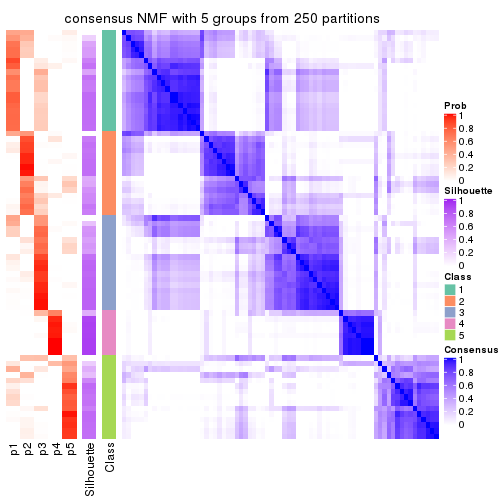 consensus NMF with 5 groups from 250 partitions
Prob
1
0.8
0.6
0.4
0.2
0
Silhouette
1
0.8
0.6
0.4
0.2
0
Class
1
2
3
4
5
Consensus
1
0.8
0.6
0.4
0.2
0
p1
p2
p3
p4
p5
Silhouette
Class